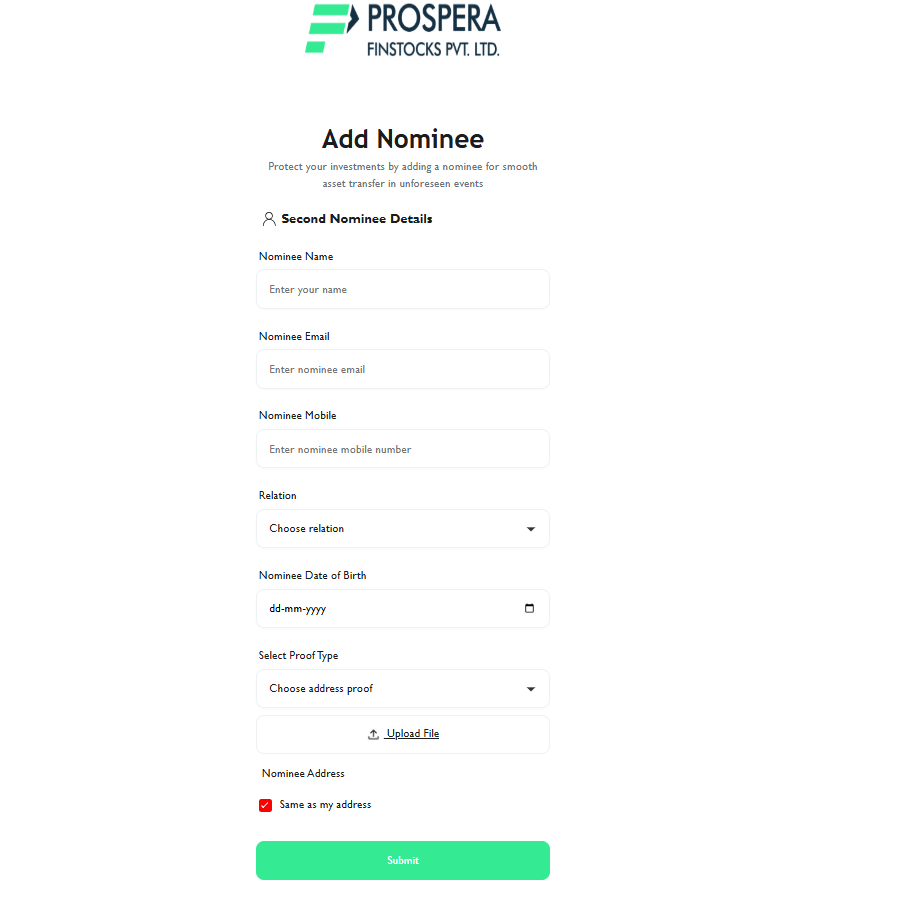 PROSPERA
FINSTOCKS PVT. LTD.
Add Nominee
Protect your investments by adding a nominee for smooth
asset transfer in unforeseen events
Second Nominee Details
Nominee Name
Enter your name
Nominee Email
Enter nominee email
Nominee Mobile
Enter nominee mobile number
Relation
Choose relation
Nominee Date of Birth
dd-mm-yyyy
Select Proof Type
Choose address proof
Upload File
Nominee Address
Same as my address
Submit